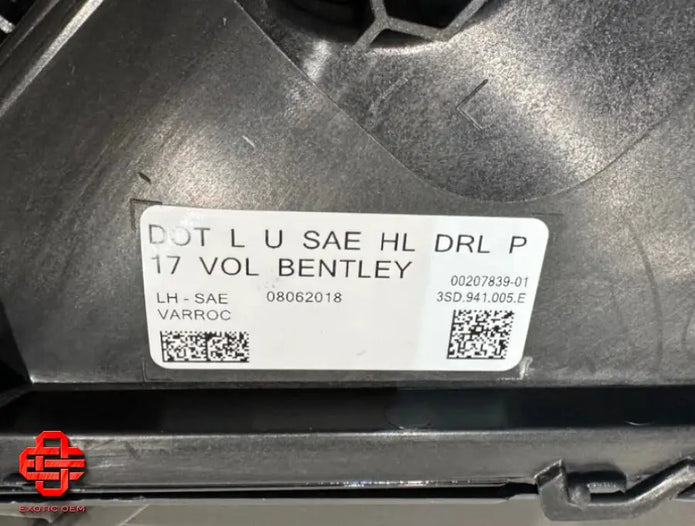 DOT L U SAE HL DRL P
17 VOL BENTLEY
00207839-01
LH - SAE 08062018 3SD.941.005.E
VARROC
EXOTIC OEM